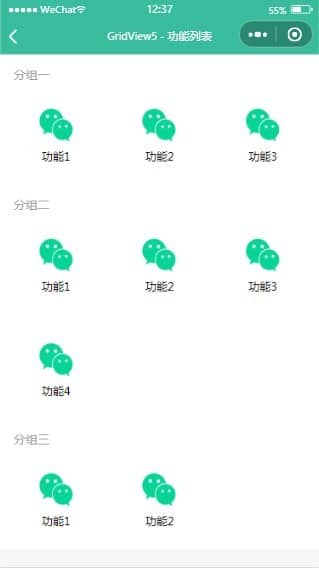 WeChat 12:37 55%
GridView5 - 功能列表
分组一
功能1 功能2 功能3
分组二
功能1 功能2 功能3
功能4
分组三
功能1 功能2